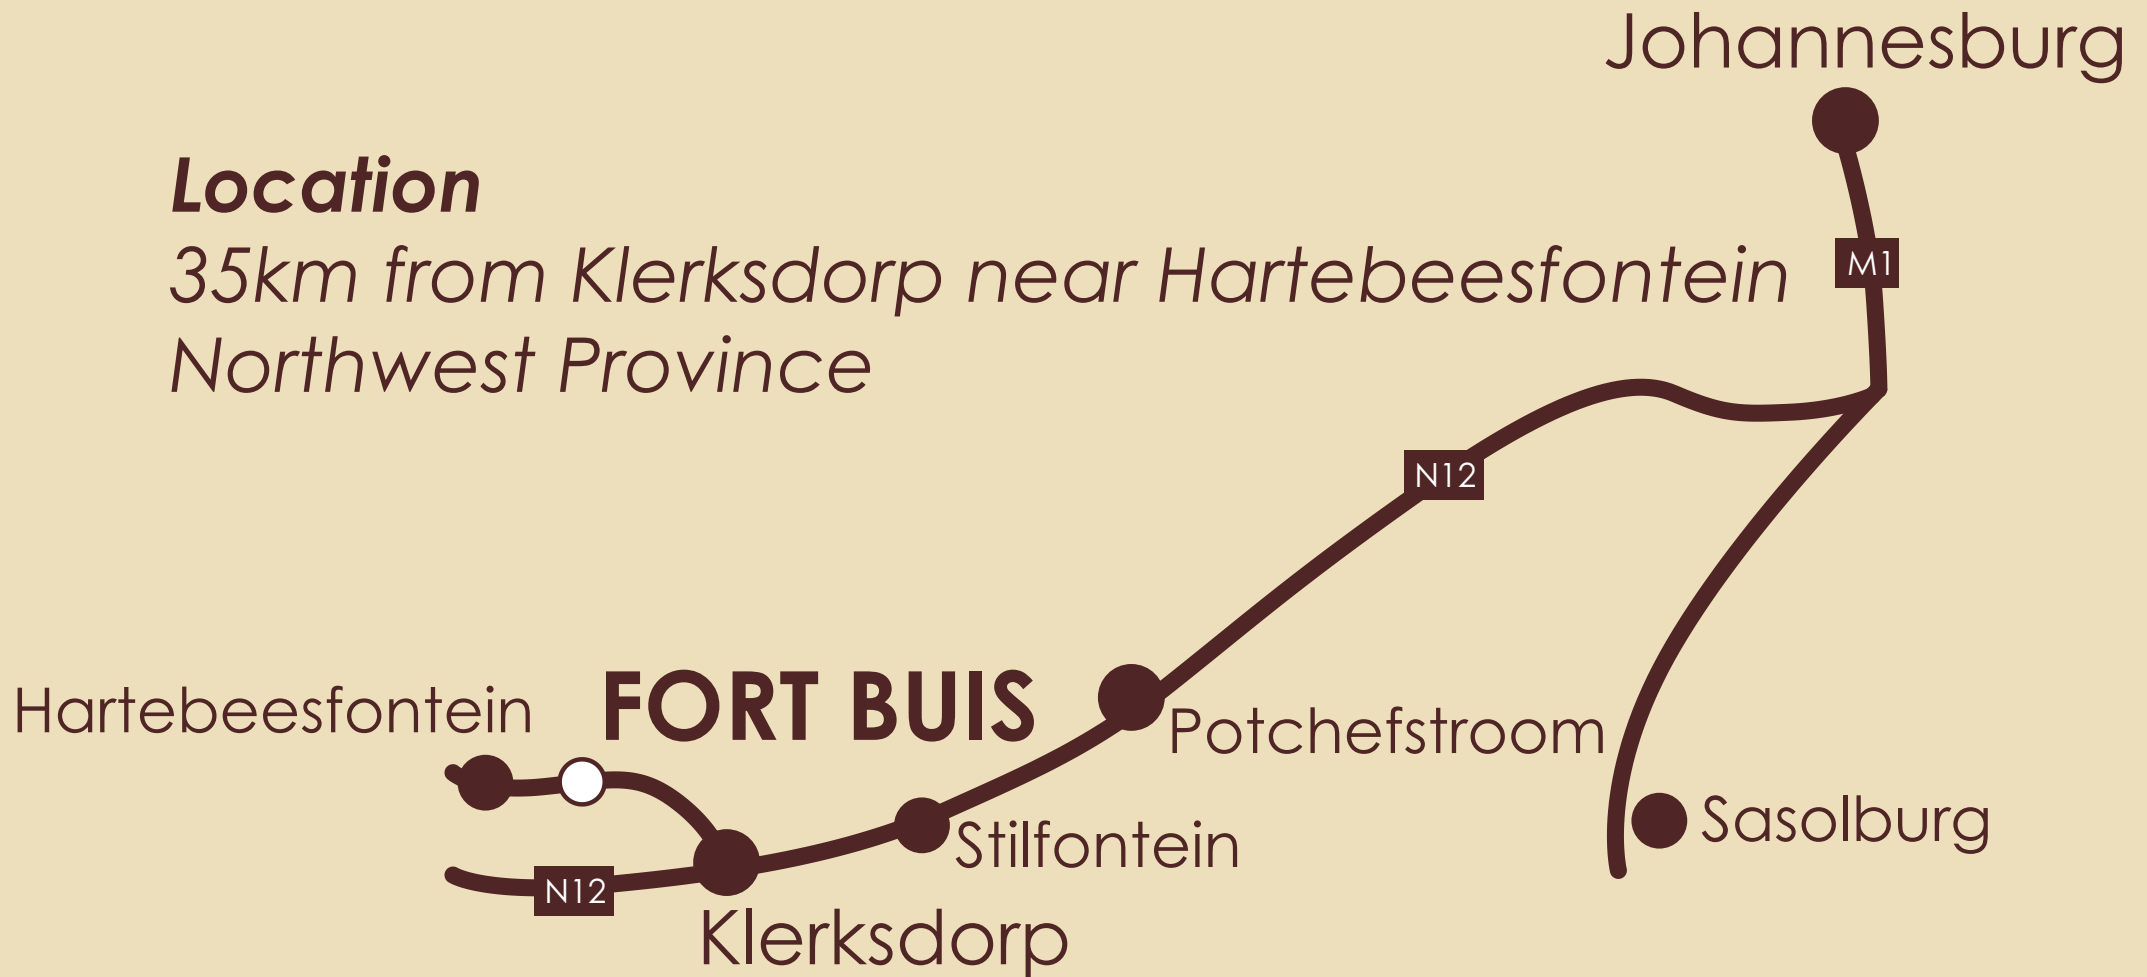 Johannesburg
Location
35km from Klerksdorp near Hartebeesfontein
Northwest Province
M1
N12
Hartebeesfontein
FORT BUIS
Potchefstroom
Stilfontein
Sasolburg
N12
Klerksdorp